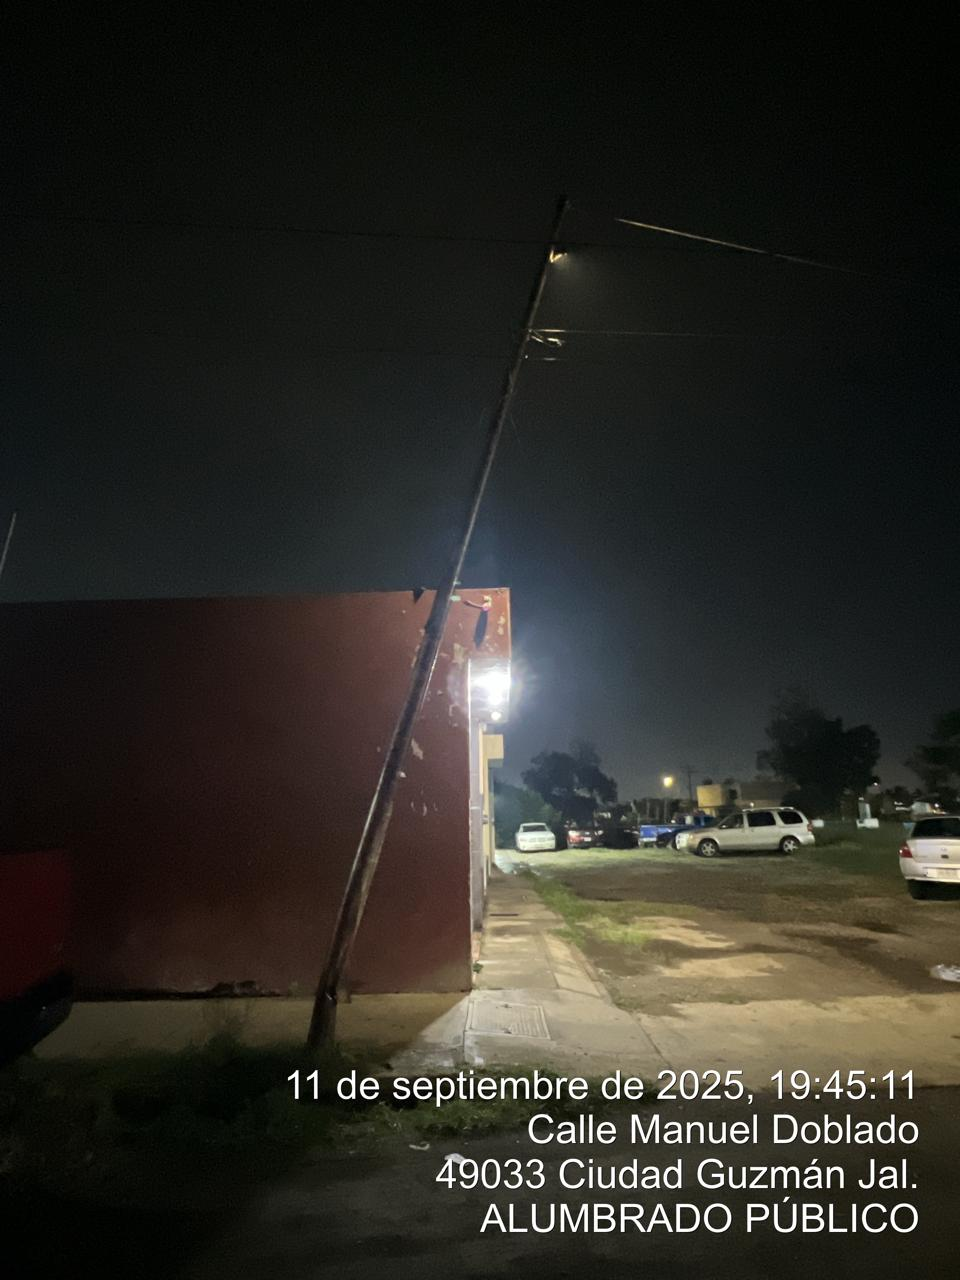 11 de septiembre de 2025, 19:45:11
Calle Manuel Doblado
49033 Ciudad Guzmán Jal.
ALUMBRADO PÚBLICO